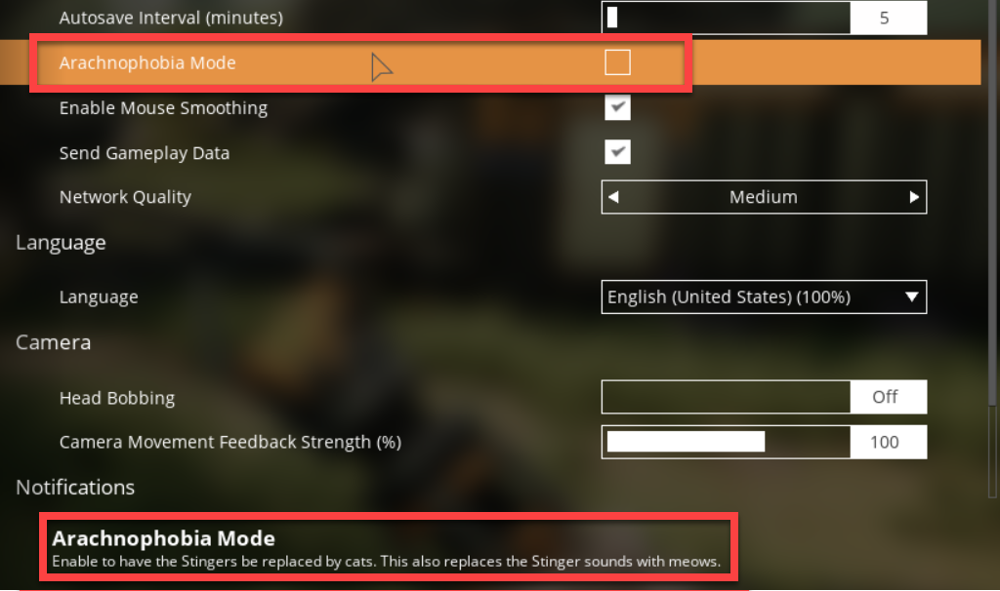 Autosave Interval (minutes) 5
Arachnophobia Mode
Enable Mouse Smoothing
Send Gameplay Data
Network Quality Medium
Language
Language English (United States) (100%)
Camera
Head Bobbing Off
Camera Movement Feedback Strength (%) 100
Notifications
Arachnophobia Mode
Enable to have the Stingers be replaced by cats. This also replaces the Stinger sounds with meows.